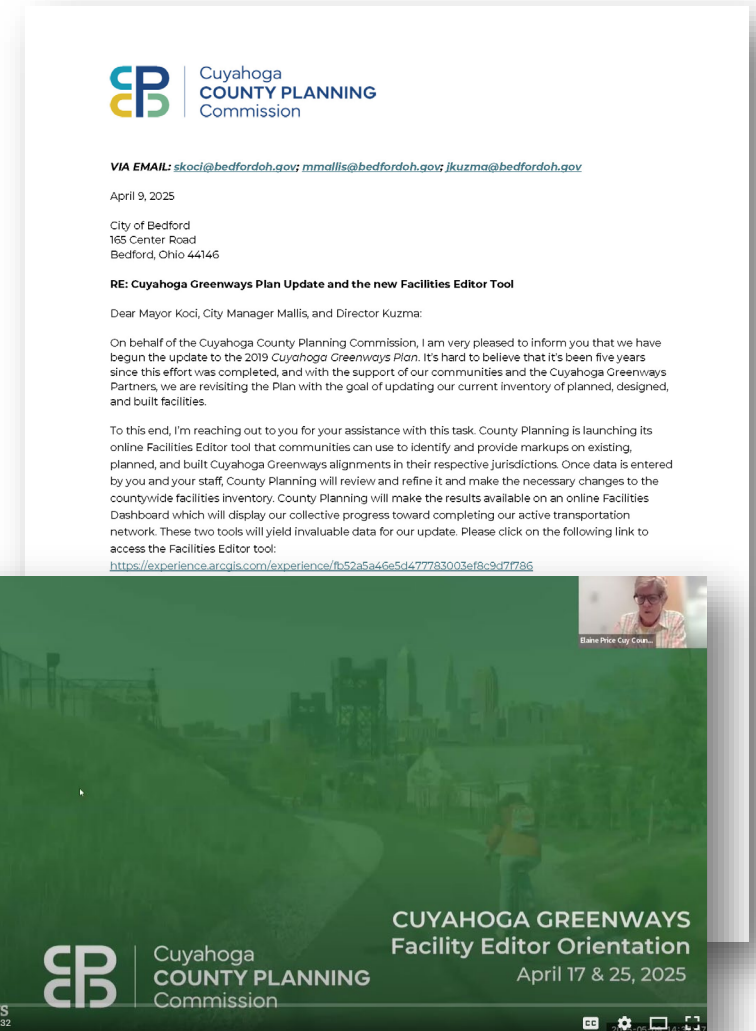 Cuyahoga
COUNTY PLANNING
Commission
VIA EMAIL: skoci@bedfordoh.gov; mmallis@bedfordoh.gov; jkuzma@bedfordoh.gov
April 9, 2025
City of Bedford
165 Center Road
Bedford, Ohio 44146
RE: Cuyahoga Greenways Plan Update and the new Facilities Editor Tool
Dear Mayor Koci, City Manager Mallis, and Director Kuzma:
On behalf of the Cuyahoga County Planning Commission, I am very pleased to inform you that we have
begun the update to the 2019 Cuyahoga Greenways Plan. It's hard to believe that it's been five years
since this effort was completed, and with the support of our communities and the Cuyahoga Greenways
Partners, we are revisiting the Plan with the goal of updating our current inventory of planned, designed,
and built facilities.
To this end, I'm reaching out to you for your assistance with this task. County Planning is launching its
online Facilities Editor tool that communities can use to identify and provide markups on existing,
planned, and built Cuyahoga Greenways alignments in their respective jurisdictions. Once data is entered
by you and your staff, County Planning will review and refine it and make the necessary changes to the
countywide facilities inventory. County Planning will make the results available on an online Facilities
Dashboard which will display our collective progress toward completing our active transportation
network. These two tools will yield invaluable data for our update. Please click on the following link to
access the Facilities Editor tool:
https://experience.arcgis.com/experience/fb52a5a46e5d477783003ef8c9d7f786
Elaine Price Cuy Coun...
CUYAHOGA GREENWAYS
Facility Editor Orientation
April 17 & 25, 2025
Cuyahoga
COUNTY PLANNING
Commission
S
32
CC